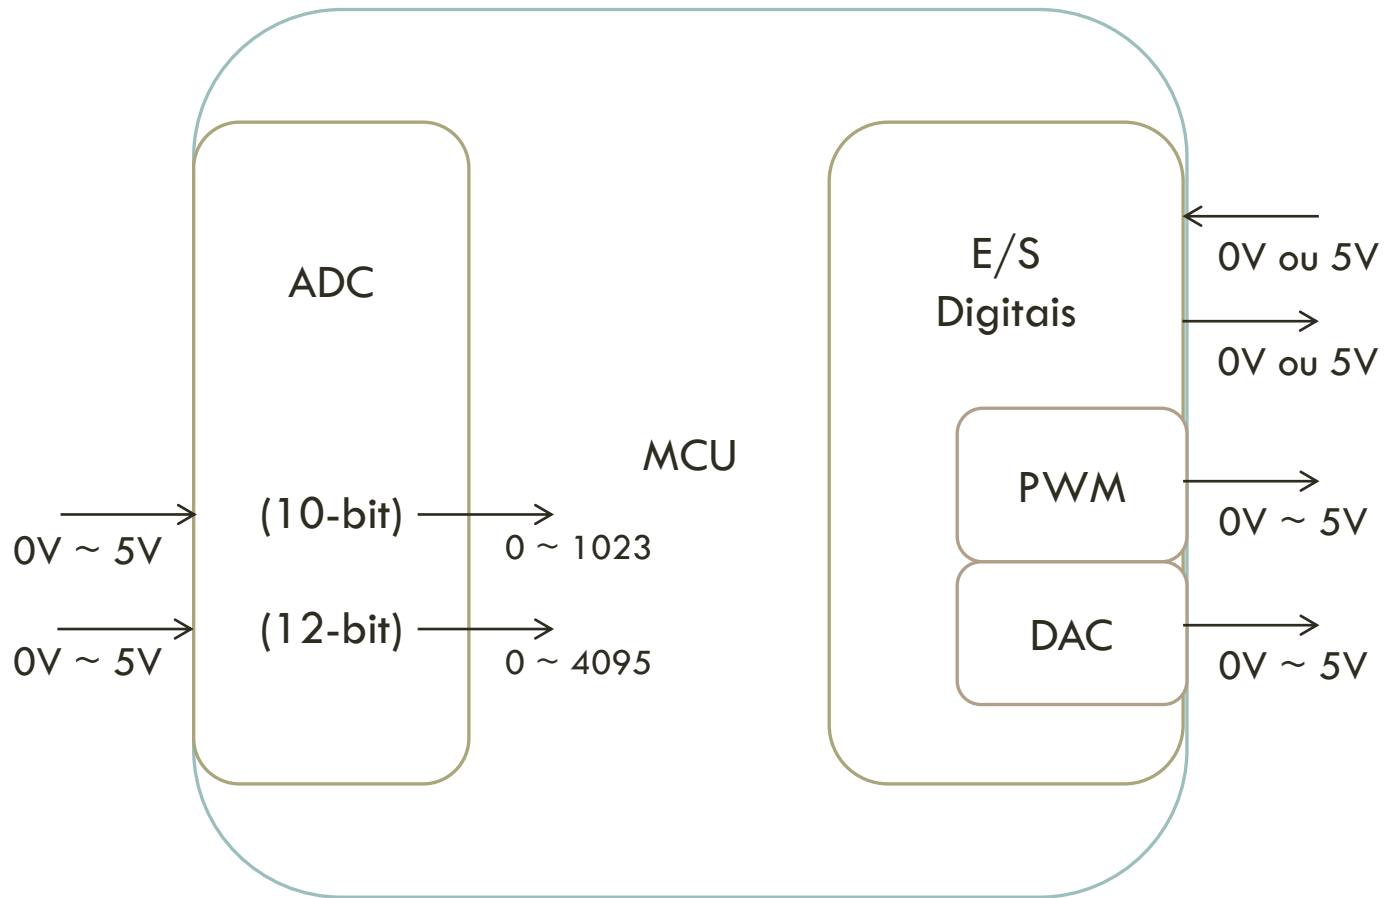 ADC
(10-bit)
(12-bit)
0V ~ 5V
0V ~ 5V
0 ~ 1023
0 ~ 4095
MCU
E/S
Digitais
PWM
DAC
0V ou 5V
0V ou 5V
0V ~ 5V
0V ~ 5V